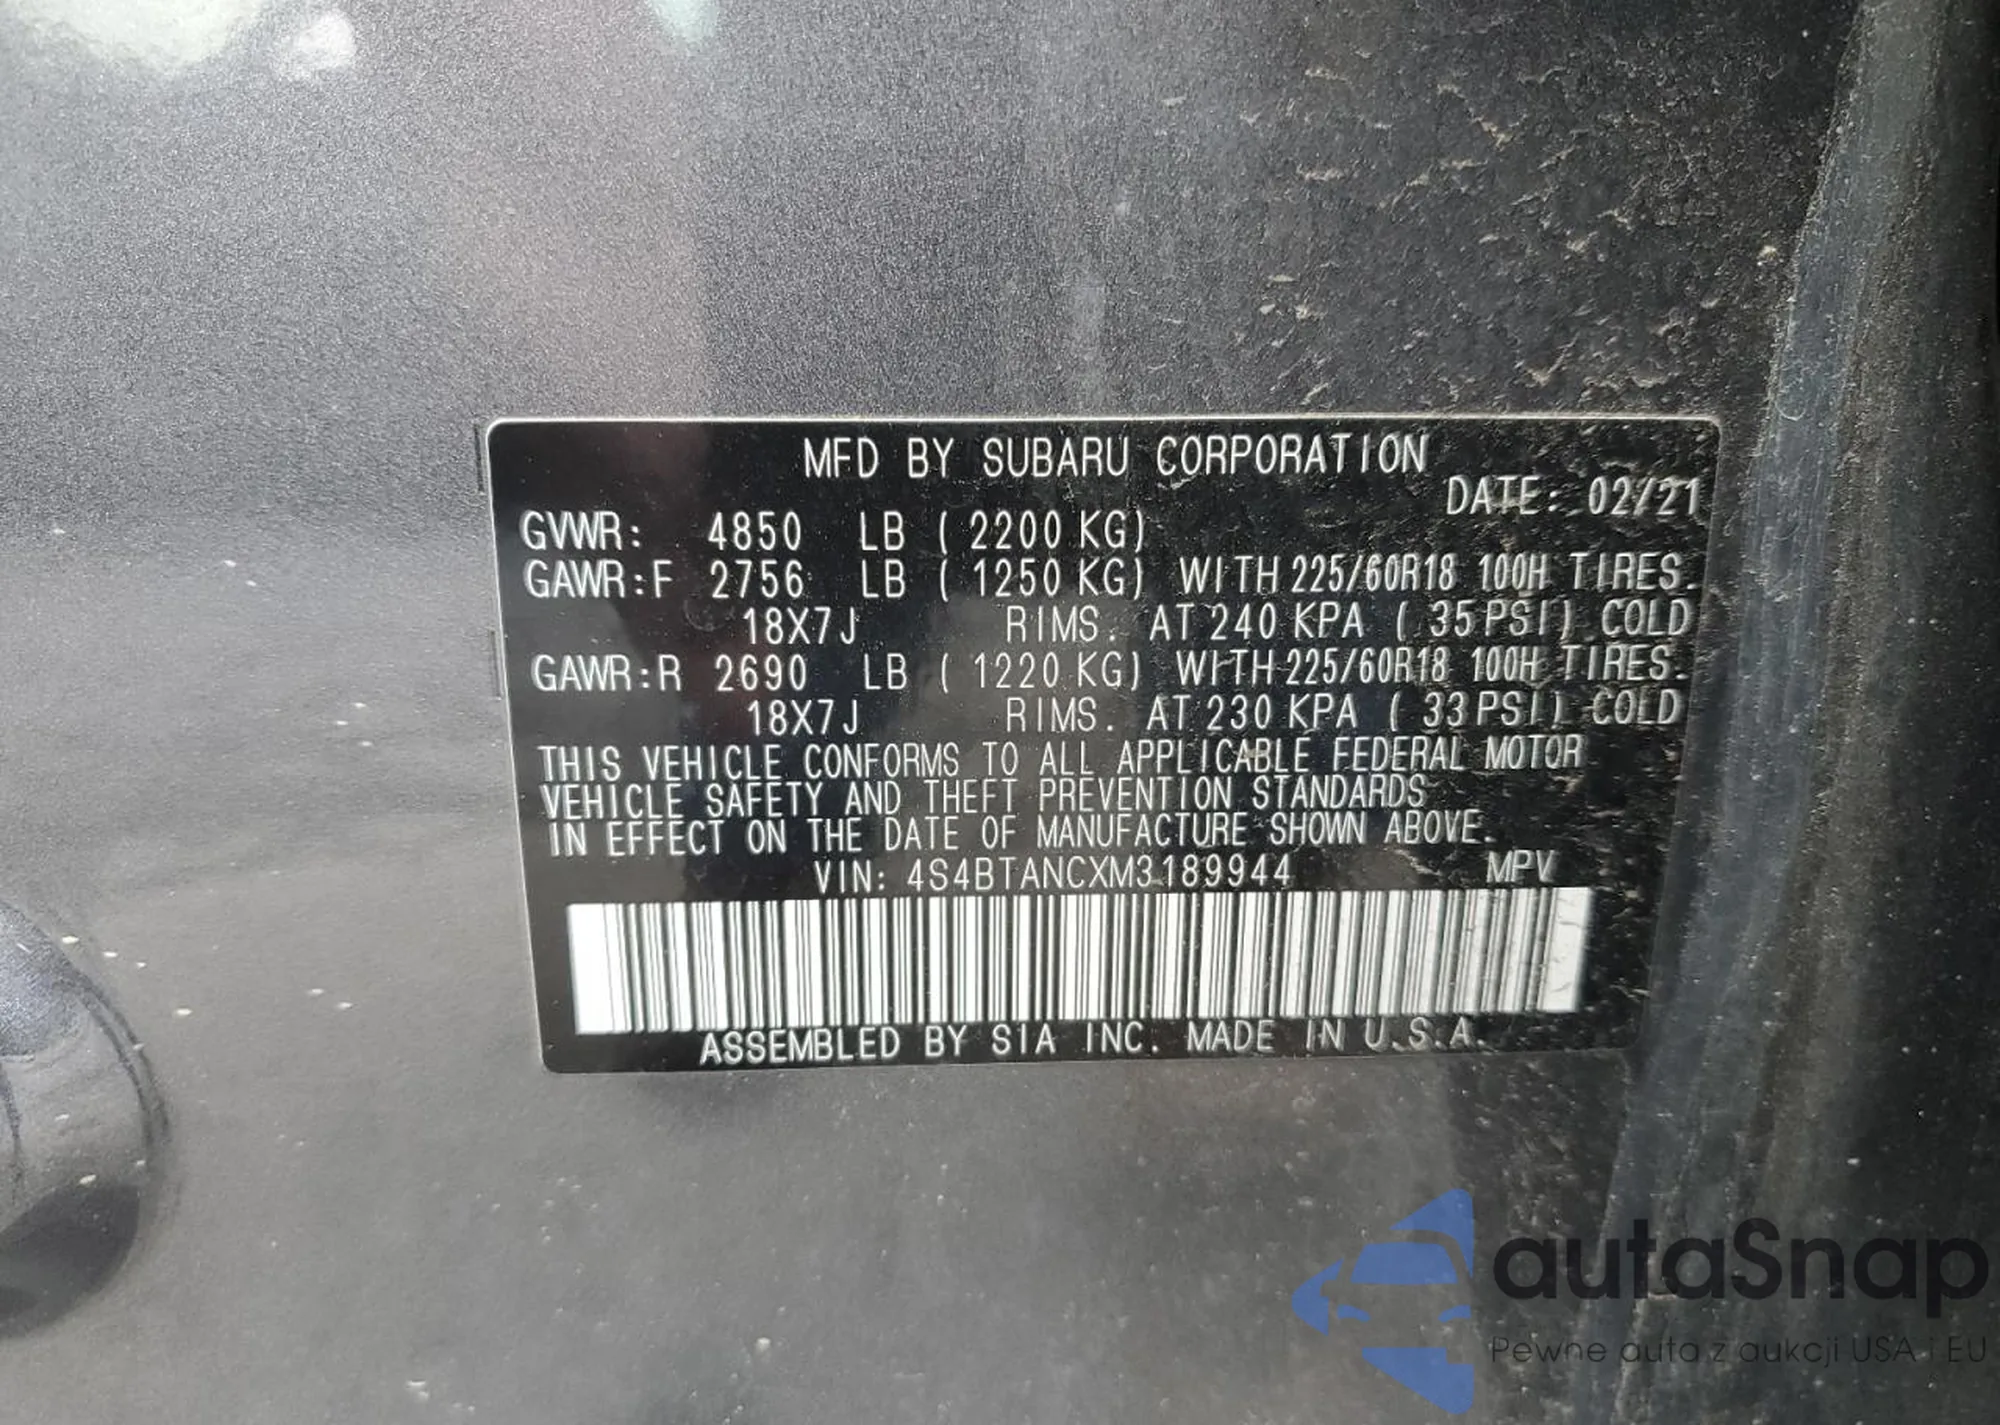 MFD BY SUBARU CORPORATION
DATE: 02/21
GVWR: 4850 LB ( 2200 KG)
GAWR:F 2756 LB ( 1250 KG) WITH 225/60R18 100H TIRES.
18X7J RIMS. AT 240 KPA ( 35 PSI) COLD
GAWR:R 2690 LB ( 1220 KG) WITH 225/60R18 100H TIRES.
18X7J RIMS. AT 230 KPA ( 33 PSI) COLD
THIS VEHICLE CONFORMS TO ALL APPLICABLE FEDERAL MOTOR
VEHICLE SAFETY AND THEFT PREVENTION STANDARDS
IN EFFECT ON THE DATE OF MANUFACTURE SHOWN ABOVE.
VIN: 4S4BTANCXM3189944 MPV
ASSEMBLED BY SIA INC. MADE IN U.S.A.
autaSnap
Pewne auta z aukcji USA i EU